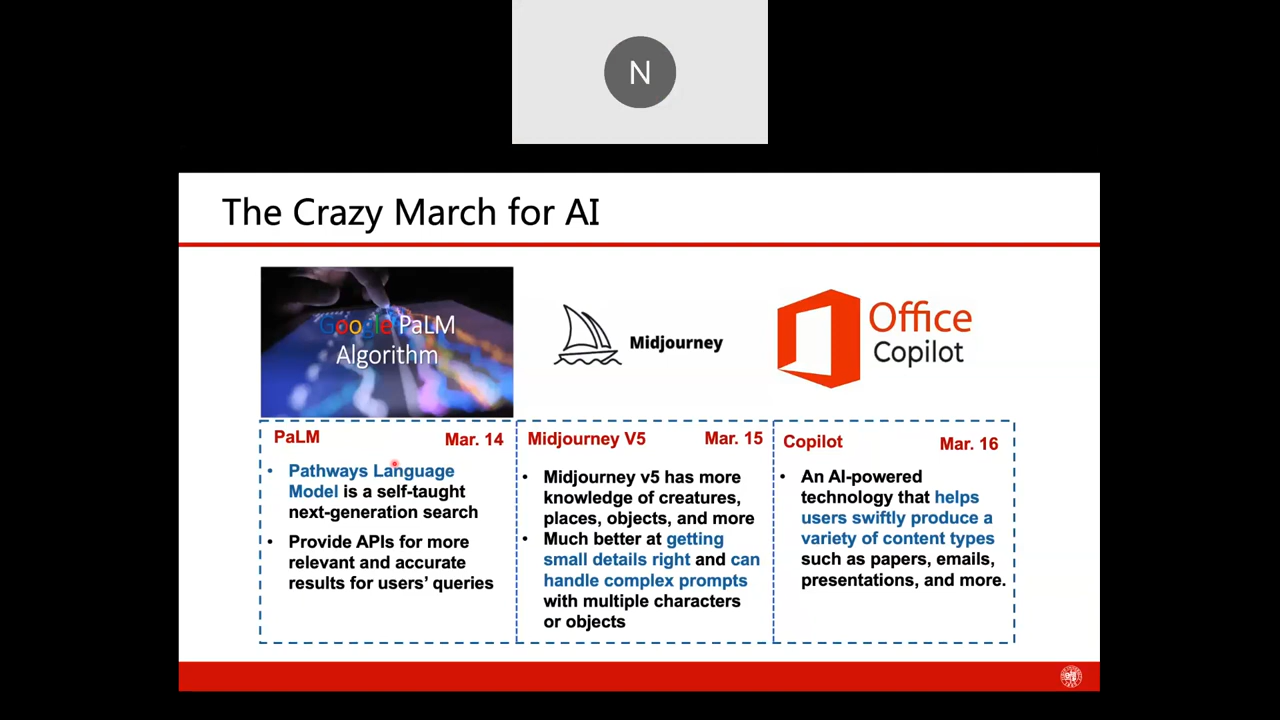 N
The Crazy March for AI
Google PaLM
Algorithm
Midjourney
Office
Copilot
PaLM
Mar. 14
• Pathways Language
Model is a self-taught
next-generation search
• Provide APIs for more
relevant and accurate
results for users’ queries
Midjourney V5
Mar. 15
• Midjourney v5 has more
knowledge of creatures,
places, objects, and more
• Much better at getting
small details right and can
handle complex prompts
with multiple characters
or objects
Copilot
Mar. 16
• An AI-powered
technology that helps
users swiftly produce a
variety of content types
such as papers, emails,
presentations, and more.